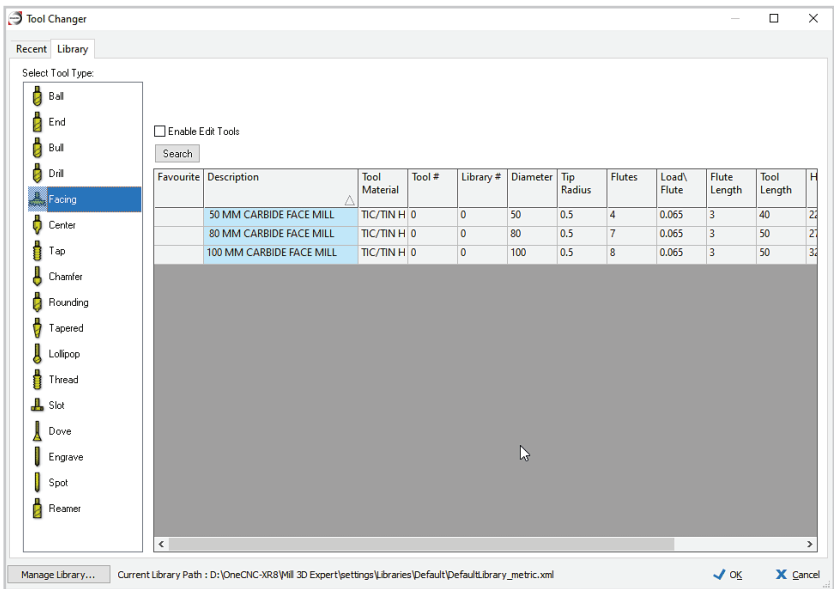 Tool Changer
Recent Library
Select Tool Type:
Ball
End
Bull
Drill
Facing
Center
Tap
Chamfer
Rounding
Tapered
Lollipop
Thread
Slot
Dove
Engrave
Spot
Reamer
Enable Edit Tools
Search
Favourite Description Tool Material Tool # Library # Diameter Tip Radius Flutes Load\ Flute Flute Length Tool Length H
50 MM CARBIDE FACE MILL TIC/TIN H 0 0 50 0.5 4 0.065 3 40 22
80 MM CARBIDE FACE MILL TIC/TIN H 0 0 80 0.5 7 0.065 3 50 27
100 MM CARBIDE FACE MILL TIC/TIN H 0 0 100 0.5 8 0.065 3 50 32
Manage Library... Current Library Path : D:\OneCNC-XR8\Mill 3D Expert\settings\Libraries\Default\DefaultLibrary_metric.xml OK Cancel